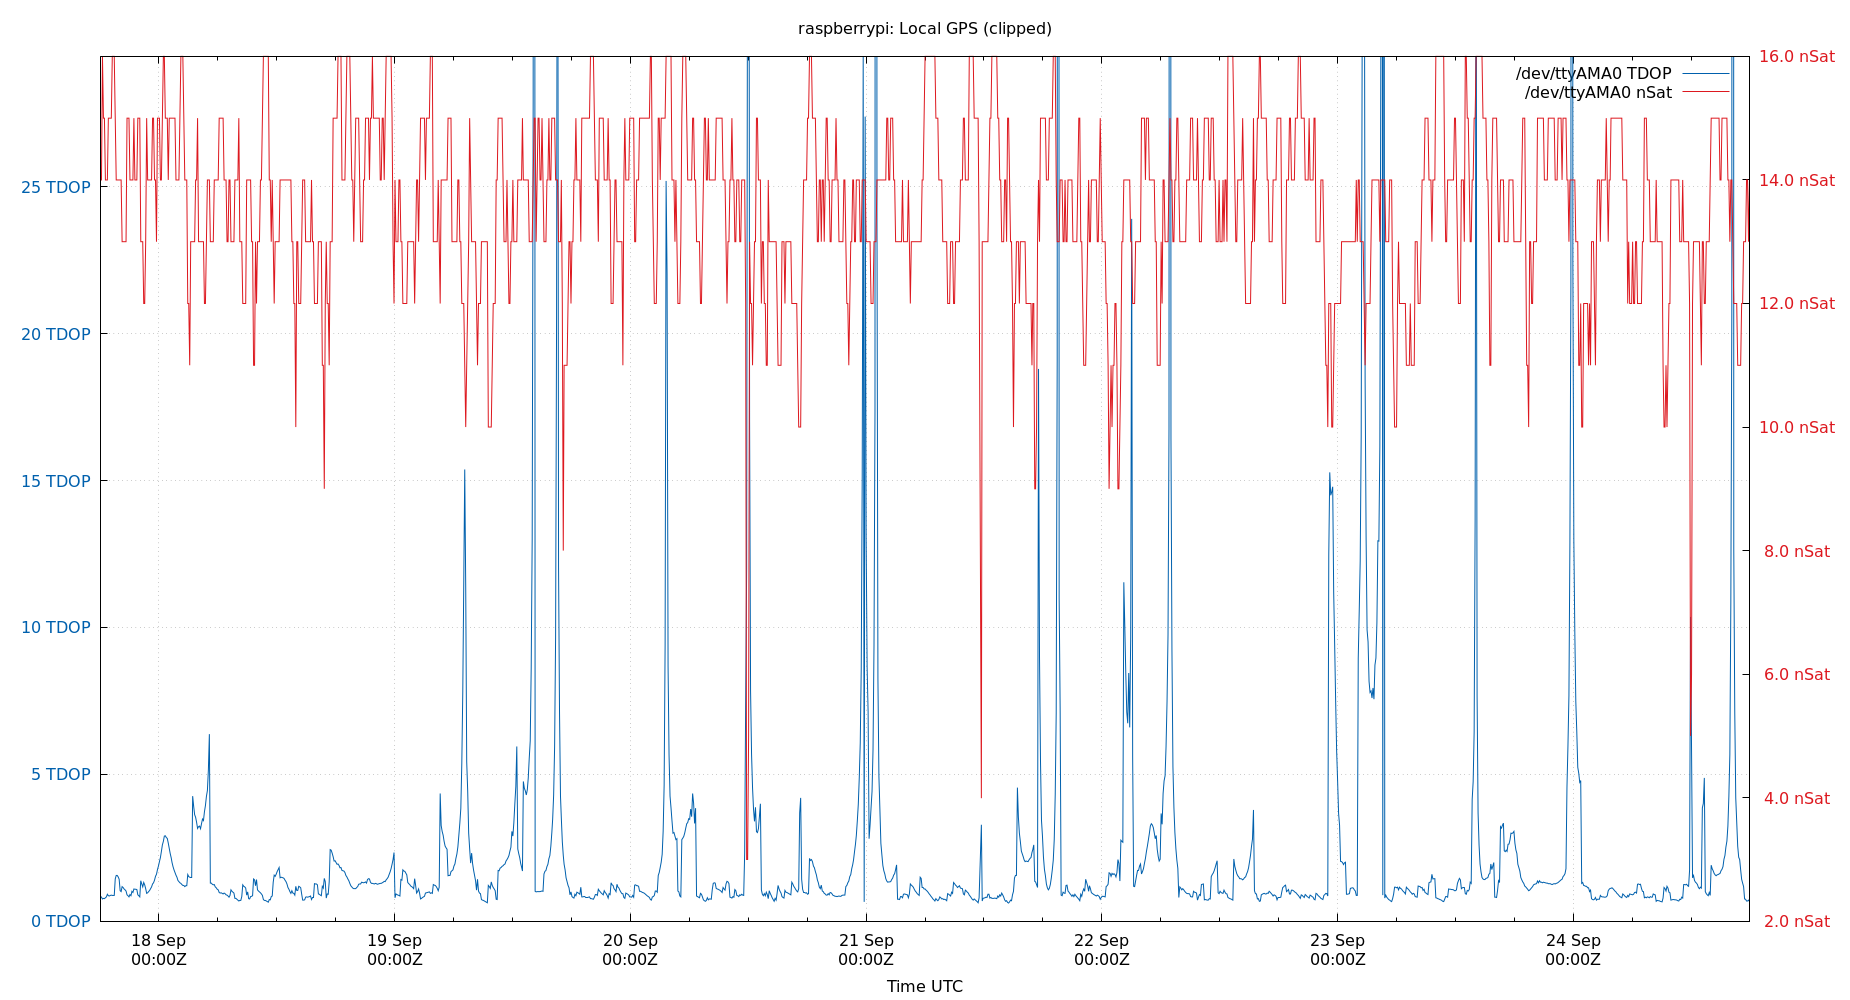 raspberrypi: Local GPS (clipped)
16.0 nSat
/dev/ttyAMA0 TDOP
/dev/ttyAMA0 nSat
25 TDOP
14.0 nSat
12.0 nSat
20 TDOP
10.0 nSat
15 TDOP
8.0 nSat
10 TDOP
6.0 nSat
5 TDOP
4.0 nSat
0 TDOP
2.0 nSat
18 Sep 19 Sep 20 Sep 21 Sep 22 Sep 23 Sep 24 Sep
00:00Z 00:00Z 00:00Z 00:00Z 00:00Z 00:00Z 00:00Z
Time UTC